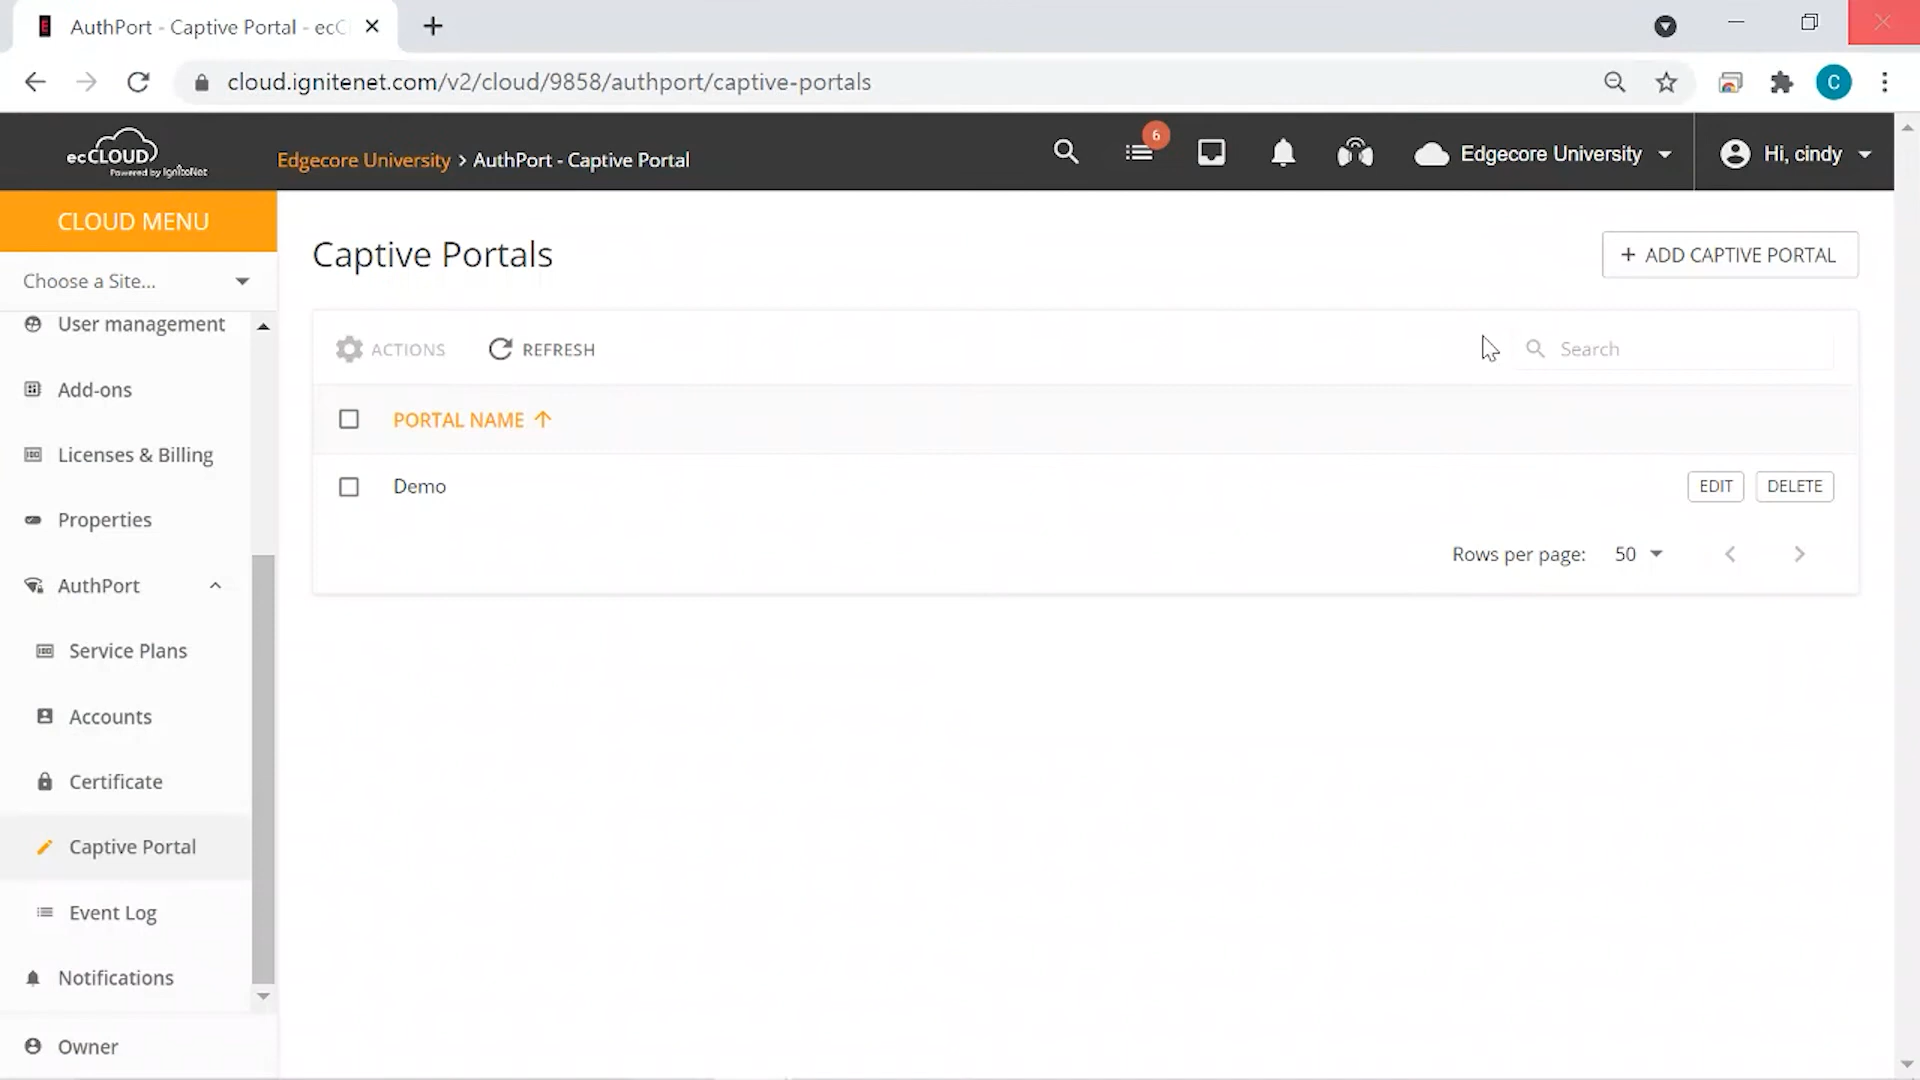 AuthPort - Captive Portal - ecC
cloud.ignitenet.com/v2/cloud/9858/authport/captive-portals
C
ecCLOUD
Powered by IgniteNet
Edgecore University > AuthPort - Captive Portal
6
Edgecore University
Hi, cindy
CLOUD MENU
Choose a Site...
User management
Add-ons
Licenses & Billing
Properties
AuthPort
Service Plans
Accounts
Certificate
Captive Portal
Event Log
Notifications
Owner
Captive Portals
+ ADD CAPTIVE PORTAL
ACTIONS
REFRESH
Search
PORTAL NAME
Demo
EDIT
DELETE
Rows per page: 50